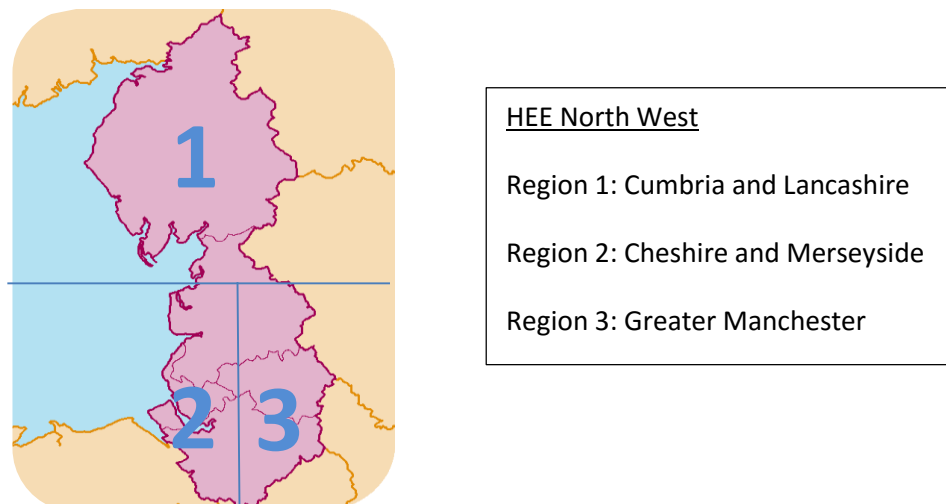 1
2
3
HEE North West
Region 1: Cumbria and Lancashire
Region 2: Cheshire and Merseyside
Region 3: Greater Manchester